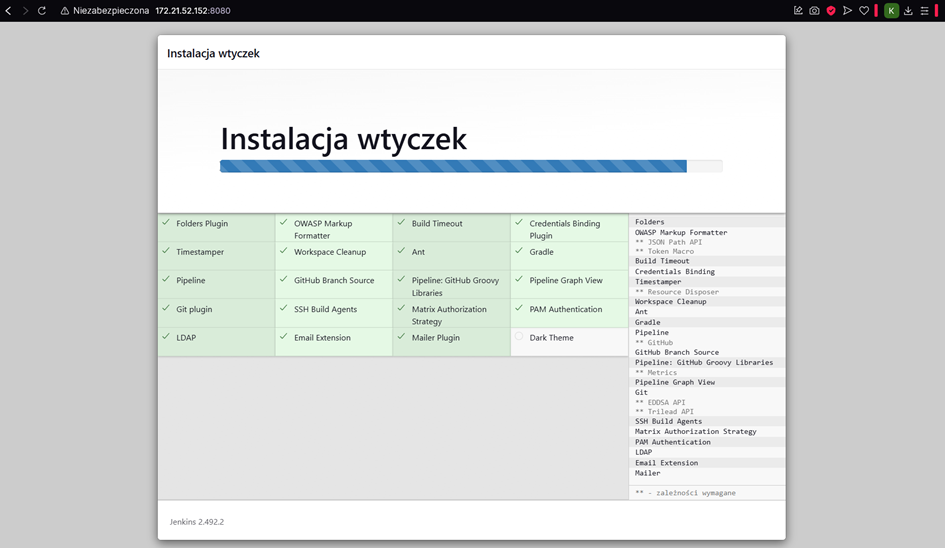 Niezabezpieczona 172.21.52.152:8080
K
Instalacja wtyczek
Instalacja wtyczek
Folders Plugin
OWASP Markup
Formatter
Build Timeout
Credentials Binding
Plugin
Timestamper
Workspace Cleanup
Ant
Gradle
Pipeline
GitHub Branch Source
Pipeline: GitHub Groovy
Libraries
Pipeline Graph View
Git plugin
SSH Build Agents
Matrix Authorization
Strategy
PAM Authentication
LDAP
Email Extension
Mailer Plugin
Dark Theme
Folders
OWASP Markup Formatter
** JSON Path API
** Token Macro
Build Timeout
Credentials Binding
Timestamper
** Resource Disposer
Workspace Cleanup
Ant
Gradle
Pipeline
** GitHub
GitHub Branch Source
Pipeline: GitHub Groovy Libraries
** Metrics
Pipeline Graph View
Git
** EDDSA API
** Trilead API
SSH Build Agents
Matrix Authorization Strategy
PAM Authentication
LDAP
Email Extension
Mailer
** - zależności wymagane
Jenkins 2.492.2